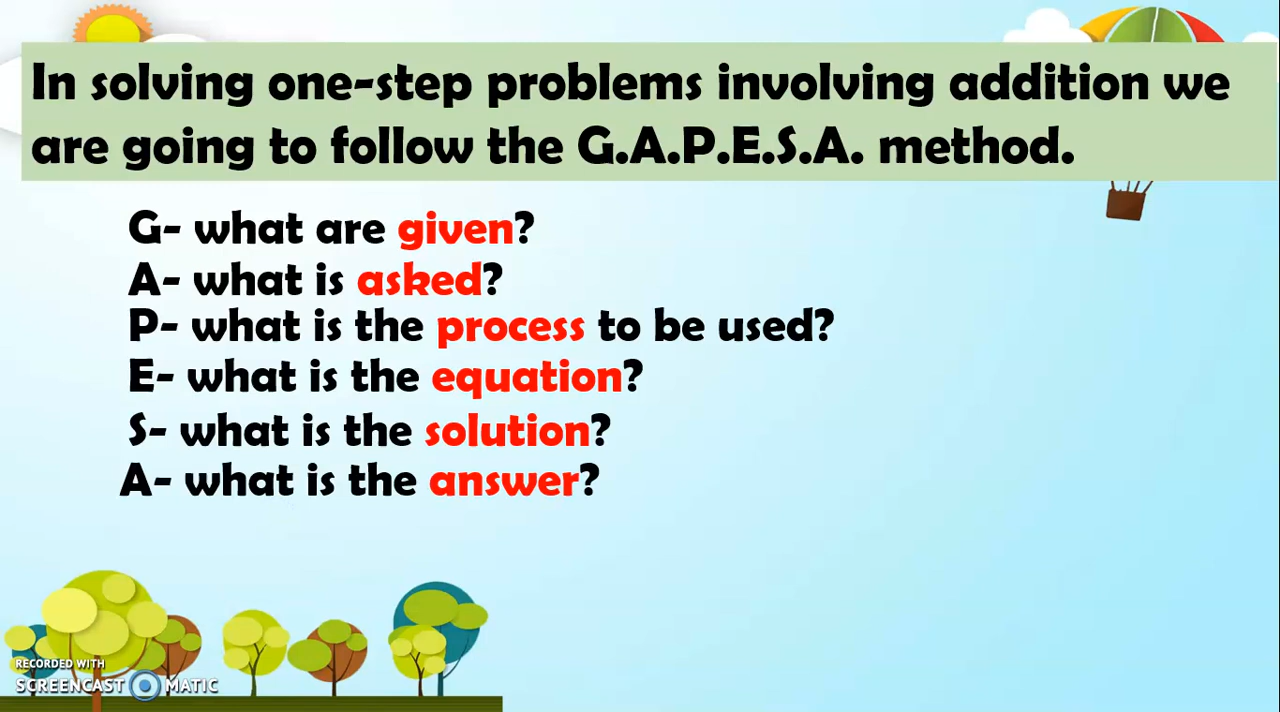 In solving one-step problems involving addition we
are going to follow the G.A.P.E.S.A. method.
G- what are given?
A- what is asked?
P- what is the process to be used?
E- what is the equation?
S- what is the solution?
A- what is the answer?
RECORDED WITH
SCREENCAST MATIC